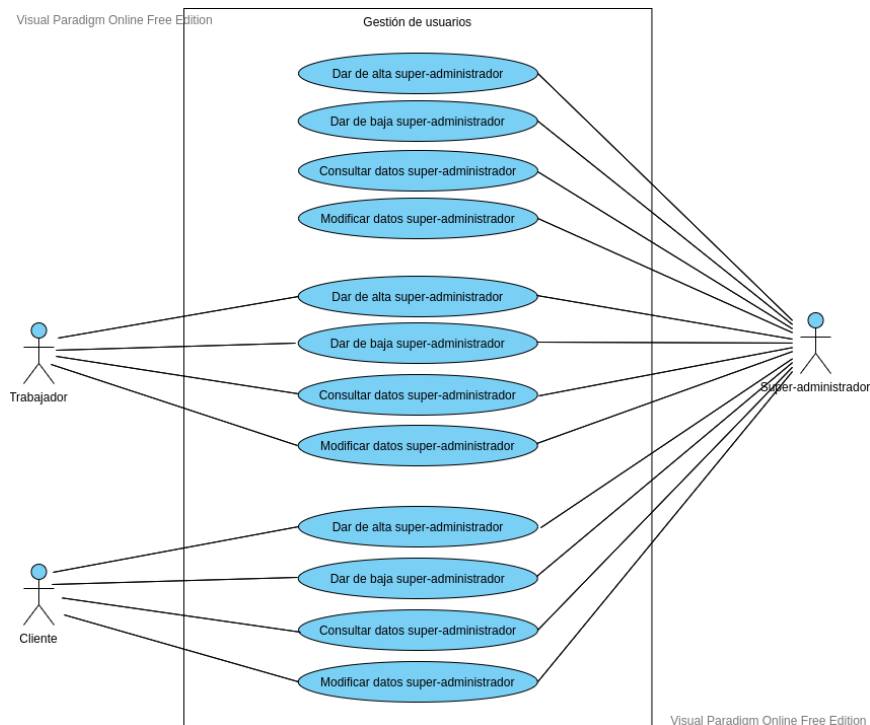 Visual Paradigm Online Free Edition
Gestión de usuarios
Dar de alta super-administrador
Dar de baja super-administrador
Consultar datos super-administrador
Modificar datos super-administrador
Dar de alta super-administrador
Dar de baja super-administrador
Consultar datos super-administrador
Modificar datos super-administrador
Trabajador
Super-administrador
Dar de alta super-administrador
Dar de baja super-administrador
Consultar datos super-administrador
Modificar datos super-administrador
Cliente
Visual Paradigm Online Free Edition